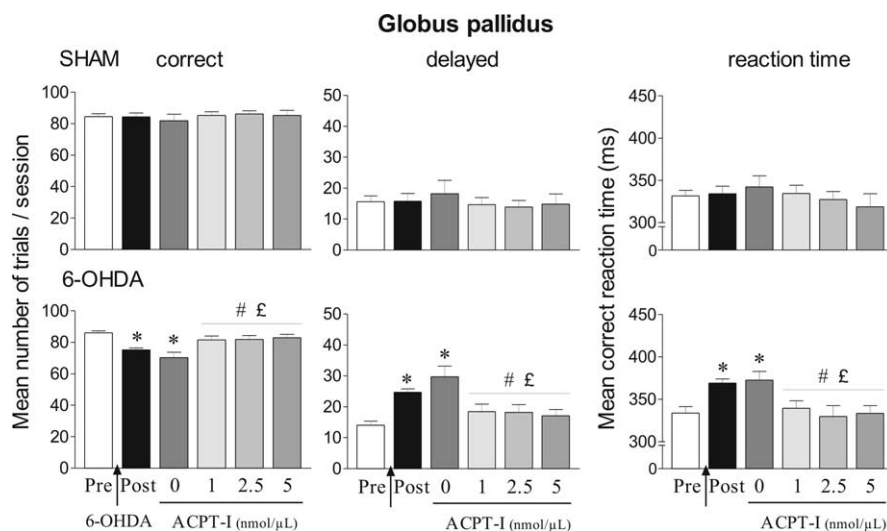 Globus pallidus
SHAM correct delayed reaction time
Mean number of trials / session
Mean correct reaction time (ms)
100
80
60
40
20
0
50
40
30
20
10
0
450
400
350
300
0
6-OHDA
100
80
60
40
20
0
* * # £
50
40
30
20
10
0
* * # £
450
400
350
300
0
* * # £
Pre Post 0 1 2.5 5
Pre Post 0 1 2.5 5
Pre Post 0 1 2.5 5
6-OHDA ACPT-I (nmol/µL)
ACPT-I (nmol/µL)
ACPT-I (nmol/µL)